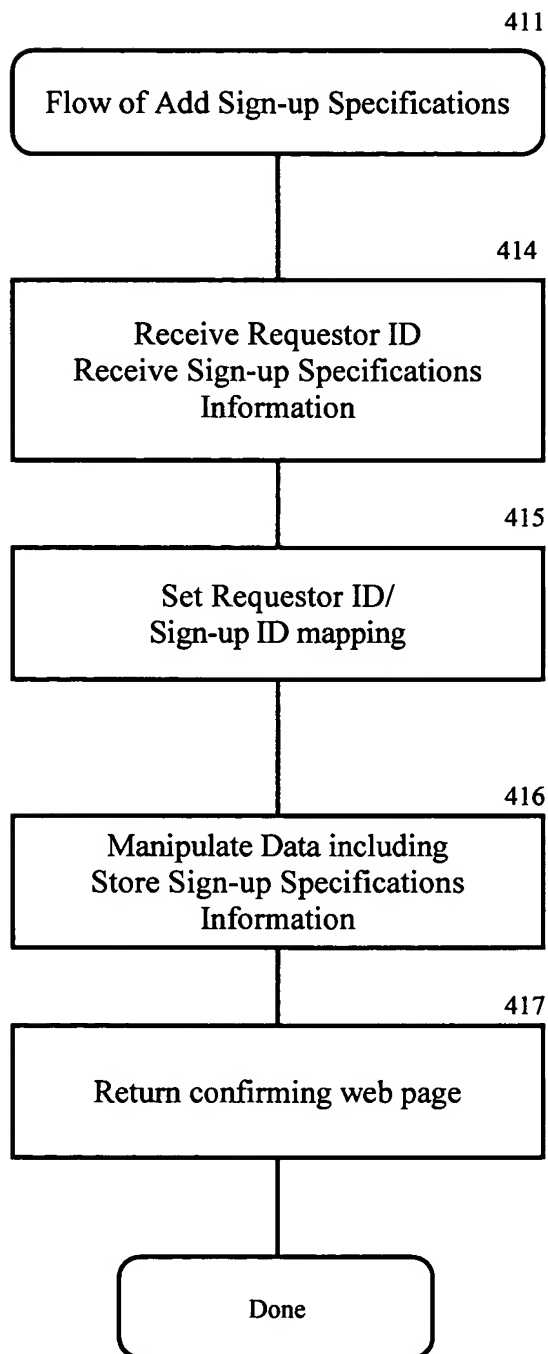 411
Flow of Add Sign-up Specifications
414
Receive Requestor ID
Receive Sign-up Specifications
Information
415
Set Requestor ID/
Sign-up ID mapping
416
Manipulate Data including
Store Sign-up Specifications
Information
417
Return confirming web page
Done